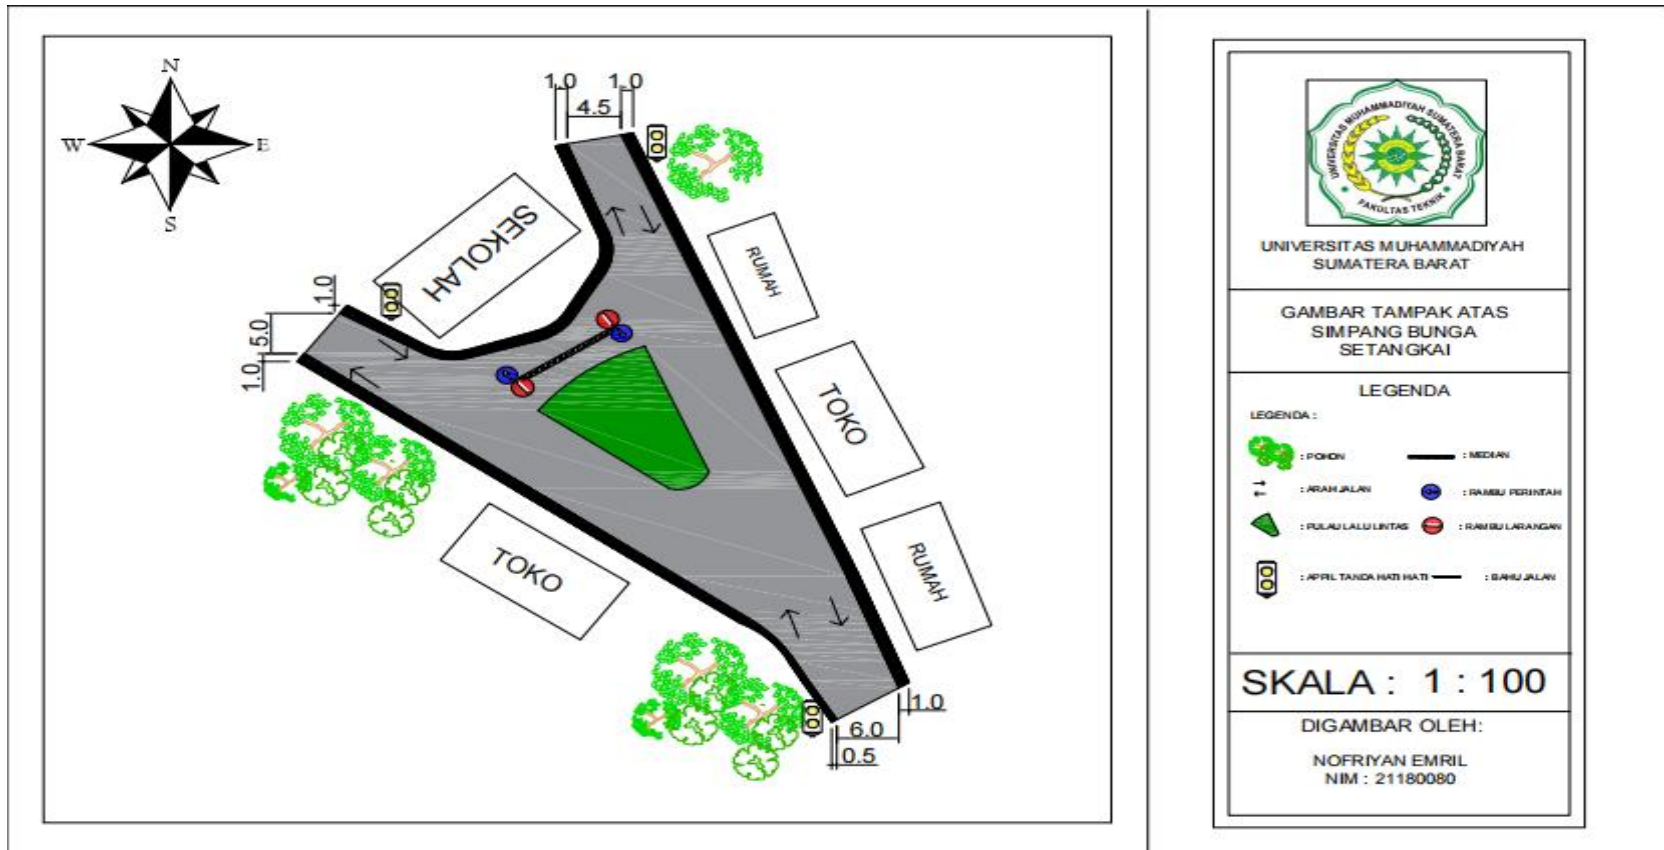 N
W
E
S
1.0
1.0
4.5
SEKOLAH
RUMAH
1.0
5.0
1.0
TOKO
TOKO
RUMAH
1.0
6.0
0.5
UNIVERSITAS MUHAMMADIYAH SUMATERA BARAT
FAKULTAS TEKNIK
UNIVERSITAS MUHAMMADIYAH
SUMATERA BARAT
GAMBAR TAMPAK ATAS
SIMPANG BUNGA
SETANGKAI
LEGENDA
LEGENDA :
: POHON
: MEDIAN
: ARAH JALAN
: RAMBU PERINTAH
: PULAU LALU LINTAS
: RAMBU LARANGAN
: APPIL TANDA HATI HATI
: BAHU JALAN
SKALA : 1 : 100
DIGAMBAR OLEH:
NOFRIYAN EMRIL
NIM : 21180080